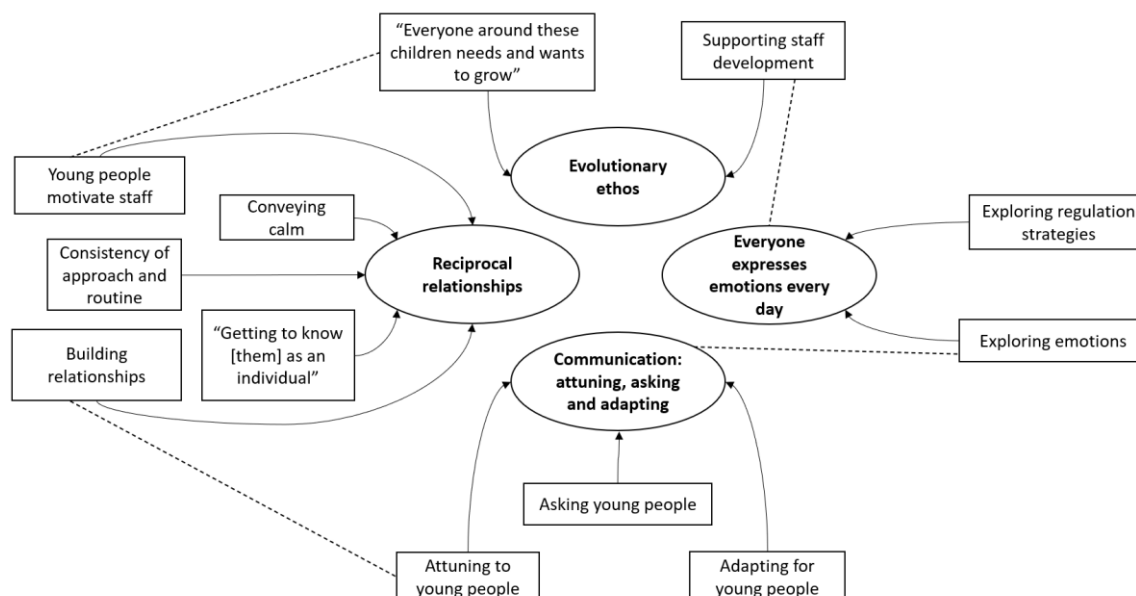 “Everyone around these
children needs and wants
to grow”
Supporting staff
development
Evolutionary
ethos
Young people
motivate staff
Conveying
calm
Consistency of
approach and
routine
Reciprocal
relationships
Everyone
expresses
emotions every
day
Exploring regulation
strategies
Building
relationships
“Getting to know
[them] as an
individual”
Exploring emotions
Communication:
attuning, asking
and adapting
Asking young people
Attuning to
young people
Adapting for
young people